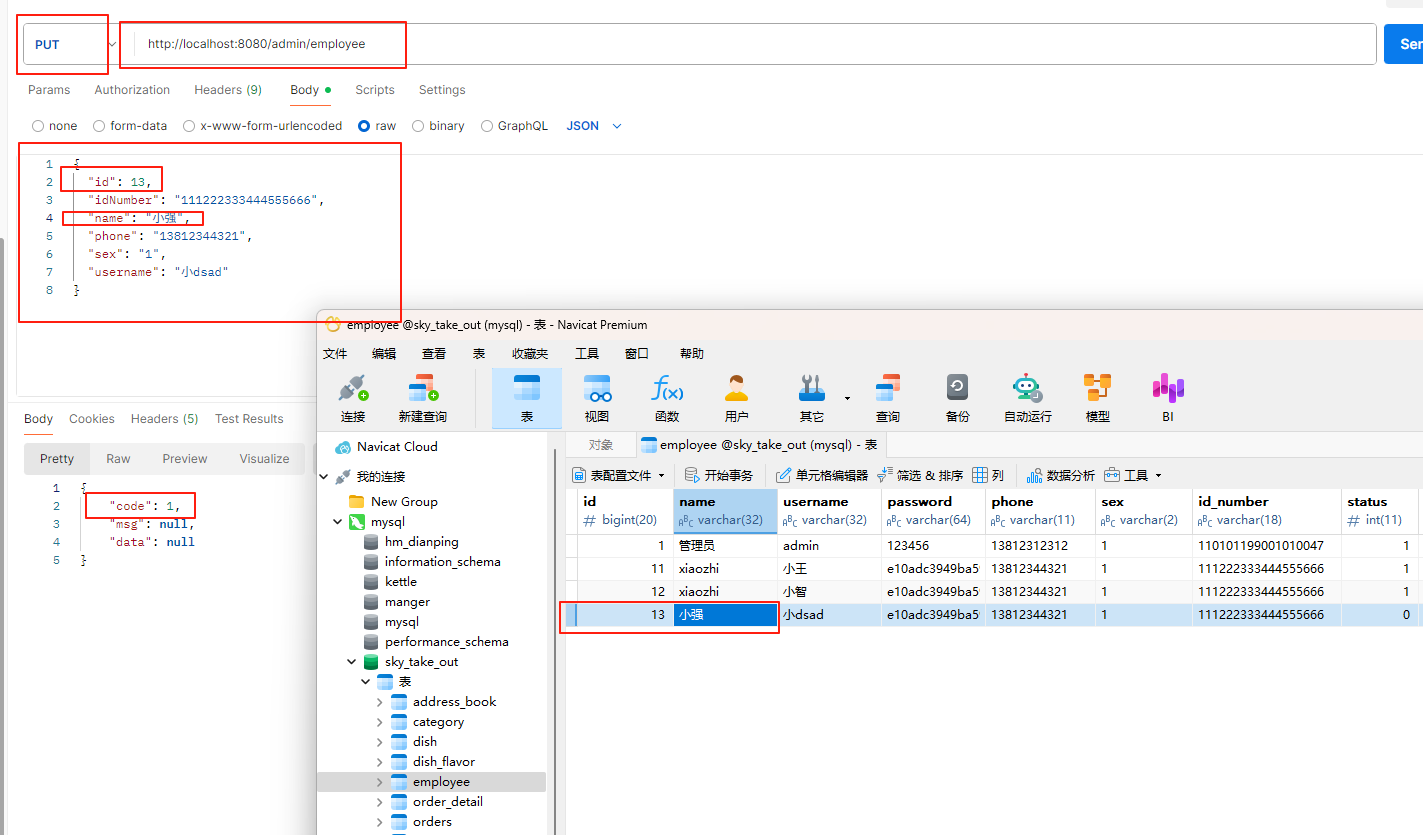 PUT http://localhost:8080/admin/employee
Params Authorization Headers (9) Body Scripts Settings
none form-data x-www-form-urlencoded raw binary GraphQL JSON
1 {
2 "id": 13,
3 "idNumber": "111222333444555666",
4 "name": "小强",
5 "phone": "13812344321",
6 "sex": "1",
7 "username": "小dsad"
8 }
Body Cookies Headers (5) Test Results
Pretty Raw Preview Visualize
1 {
2 "code": 1,
3 "msg": null,
4 "data": null
5 }
employee @sky_take_out (mysql) - 表 - Navicat Premium
文件 编辑 查看 表 收藏夹 工具 窗口 帮助
连接 新建查询 表 视图 函数 用户 其它 查询 备份 自动运行 模型 BI
Navicat Cloud
我的连接
New Group
mysql
hm_dianping
information_schema
kettle
manger
mysql
performance_schema
sky_take_out
表
address_book
category
dish
dish_flavor
employee
order_detail
orders
对象 employee @sky_take_out (mysql) - 表
表配置文件 开始事务 单元格编辑器 筛选 & 排序 列 数据分析 工具
id name username password phone sex id_number status
# bigint(20) varchar(32) varchar(32) varchar(64) varchar(11) varchar(2) varchar(18) # int(11)
1 管理员 admin 123456 13812312312 1 110101199001010047 1
11 xiaozhi 小王 e10adc3949ba5 13812344321 1 111222333444555666 1
12 xiaozhi 小智 e10adc3949ba5 13812344321 1 111222333444555666 1
13 小强 小dsad e10adc3949ba5 13812344321 1 111222333444555666 0